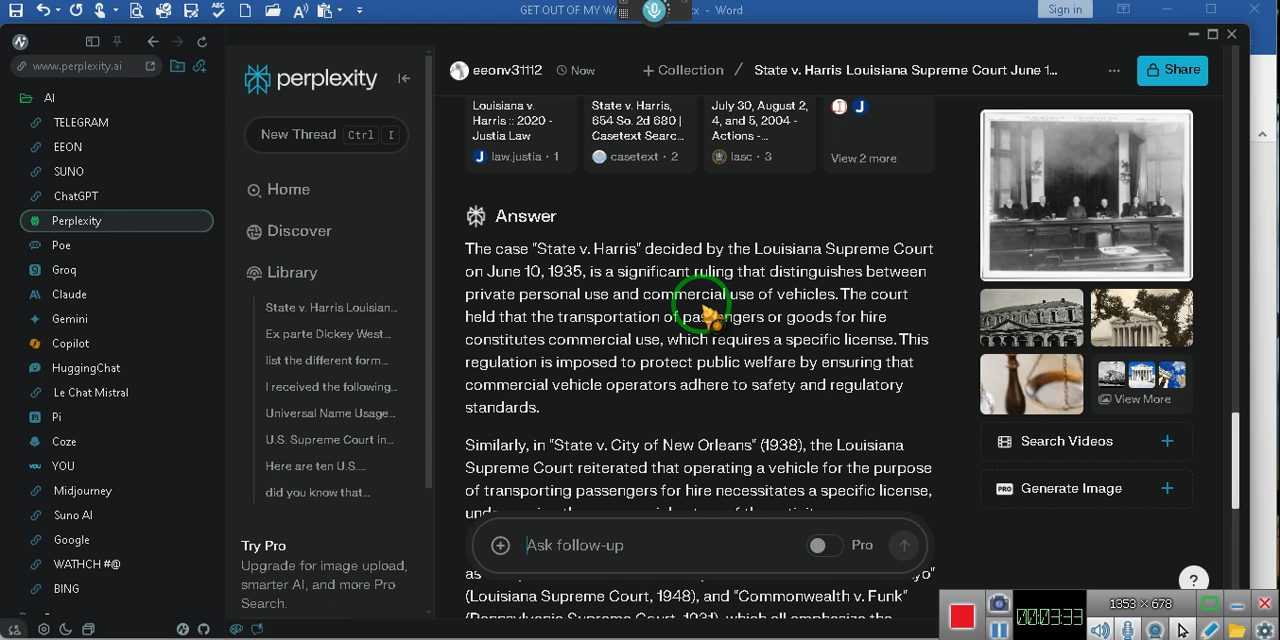 GET OUT OF MY WA
x - Word
Sign in
www.perplexity.ai
AI
TELEGRAM
EEON
SUNO
ChatGPT
Perplexity
Poe
Groq
Claude
Gemini
Copilot
HuggingChat
Le Chat Mistral
Pi
Coze
YOU
Midjourney
Suno AI
Google
WATHCH #@
BING
perplexity
New Thread Ctrl I
Home
Discover
Library
State v. Harris Louisian...
Ex parte Dickey West...
list the different form...
I received the following...
Universal Name Usage...
U.S. Supreme Court in...
Here are ten U.S....
did you know that...
Try Pro
Upgrade for image upload,
smarter AI, and more Pro
Search.
eeonv31112 Now + Collection / State v. Harris Louisiana Supreme Court June 1... Share
Louisiana v.
Harris :: 2020 -
Justia Law
law.justia · 1
State v. Harris,
654 So. 2d 680 |
Casetext Searc...
casetext · 2
July 30, August 2,
4, and 5, 2004 -
Actions -...
lasc · 3
View 2 more
Answer
The case "State v. Harris" decided by the Louisiana Supreme Court
on June 10, 1935, is a significant ruling that distinguishes between
private personal use and commercial use of vehicles. The court
held that the transportation of passengers or goods for hire
constitutes commercial use, which requires a specific license. This
regulation is imposed to protect public welfare by ensuring that
commercial vehicle operators adhere to safety and regulatory
standards.
Similarly, in "State v. City of New Orleans" (1938), the Louisiana
Supreme Court reiterated that operating a vehicle for the purpose
of transporting passengers for hire necessitates a specific license,
Ask follow-up Pro
(Louisiana Supreme Court, 1948), and "Commonwealth v. Funk"
View More
Search Videos +
PRO Generate Image +
?
1353 × 678
00:03:33